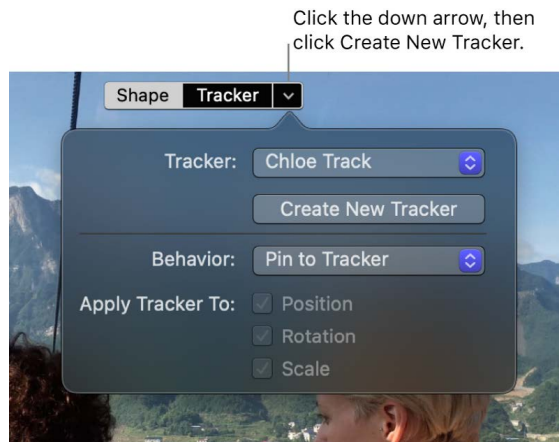 Click the down arrow, then
click Create New Tracker.
Shape Tracker
Tracker: Chloe Track
Create New Tracker
Behavior: Pin to Tracker
Apply Tracker To: Position
Rotation
Scale